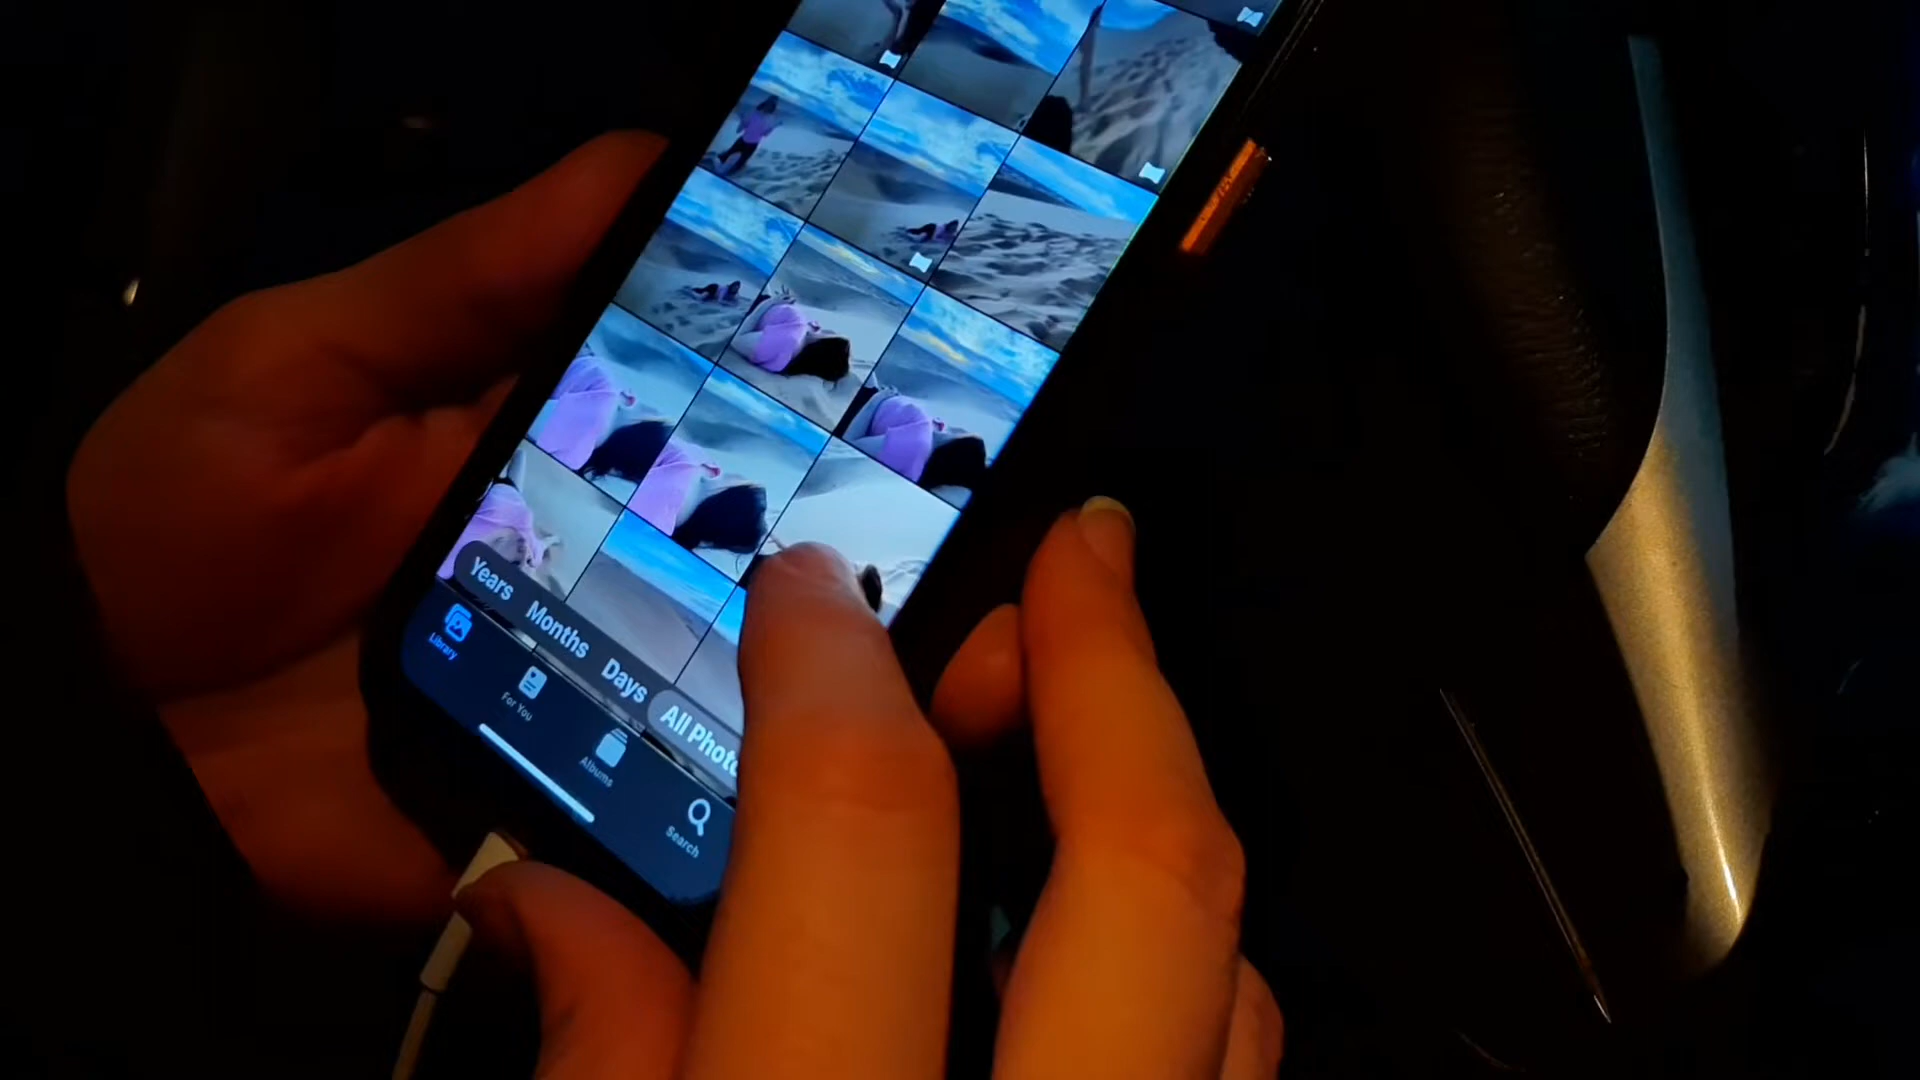 Years
Months
Days
All Photo
Library
For You
Albums
Search